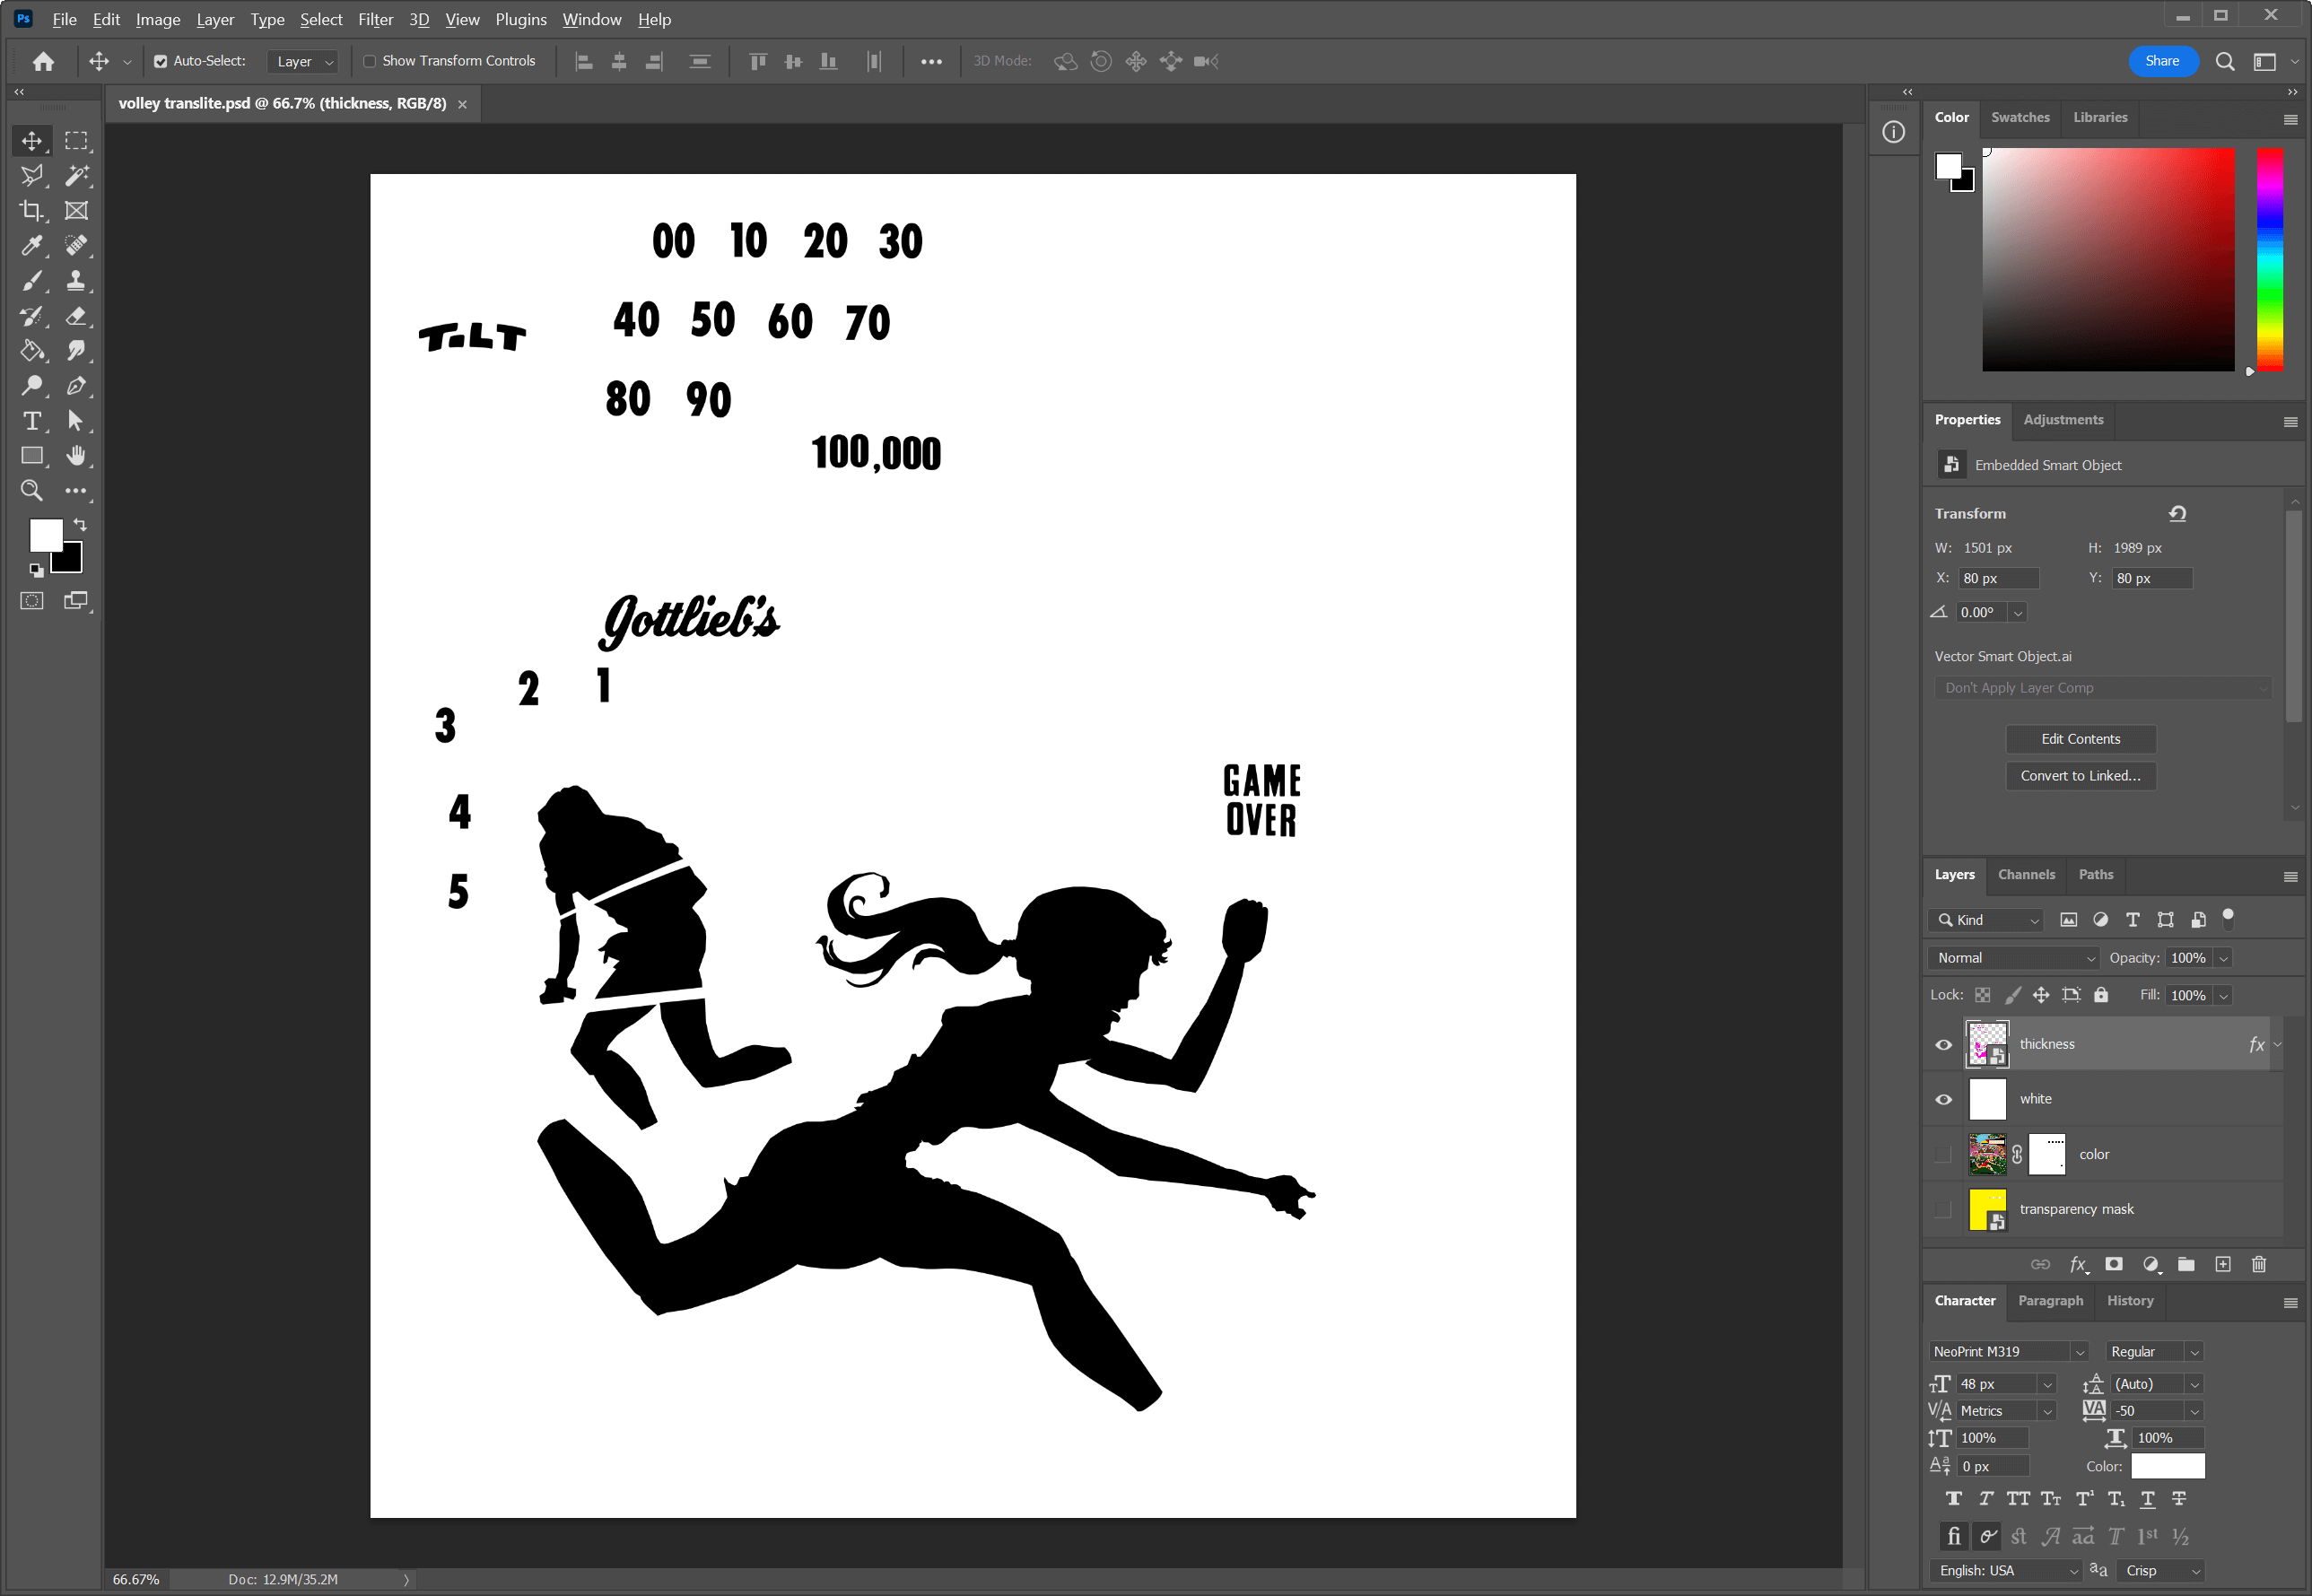 Ps File Edit Image Layer Type Select Filter 3D View Plugins Window Help
Auto-Select: Layer Show Transform Controls 3D Mode: Share
volley translite.psd @ 66.7% (thickness, RGB/8) ×
00 10 20 30
40 50 60 70
TiLT
80 90
100,000
Gottlieb's
1
2
3
4
5
GAME
OVER
66.67% Doc: 12.9M/35.2M
Color Swatches Libraries
Properties Adjustments
Embedded Smart Object
Transform
W: 1501 px H: 1989 px
X: 80 px Y: 80 px
0.00°
Vector Smart Object.ai
Don't Apply Layer Comp
Edit Contents
Convert to Linked...
Layers Channels Paths
Kind
Normal Opacity: 100%
Lock: Fill: 100%
thickness fx
white
color
transparency mask
fx
Character Paragraph History
NeoPrint M319 Regular
48 px (Auto)
Metrics -50
100% 100%
0 px Color:
English: USA Crisp